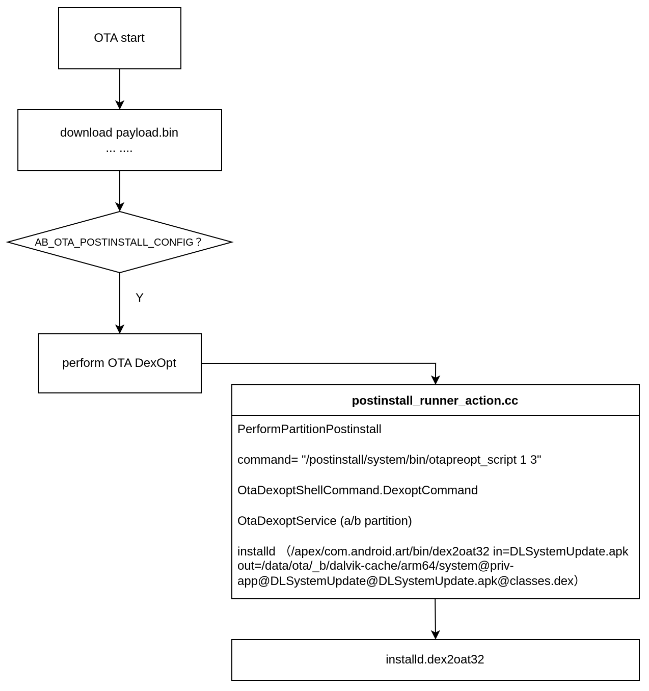 OTA start
download payload.bin
... ....
AB_OTA_POSTINSTALL_CONFIG？
Y
perform OTA DexOpt
postinstall_runner_action.cc
PerformPartitionPostinstall
command= "/postinstall/system/bin/otapreopt_script 1 3"
OtaDexoptShellCommand.DexoptCommand
OtaDexoptService (a/b partition)
installd （/apex/com.android.art/bin/dex2oat32 in=DLSystemUpdate.apk
out=/data/ota/_b/dalvik-cache/arm64/system@priv-
app@DLSystemUpdate@DLSystemUpdate.apk@classes.dex）
installd.dex2oat32